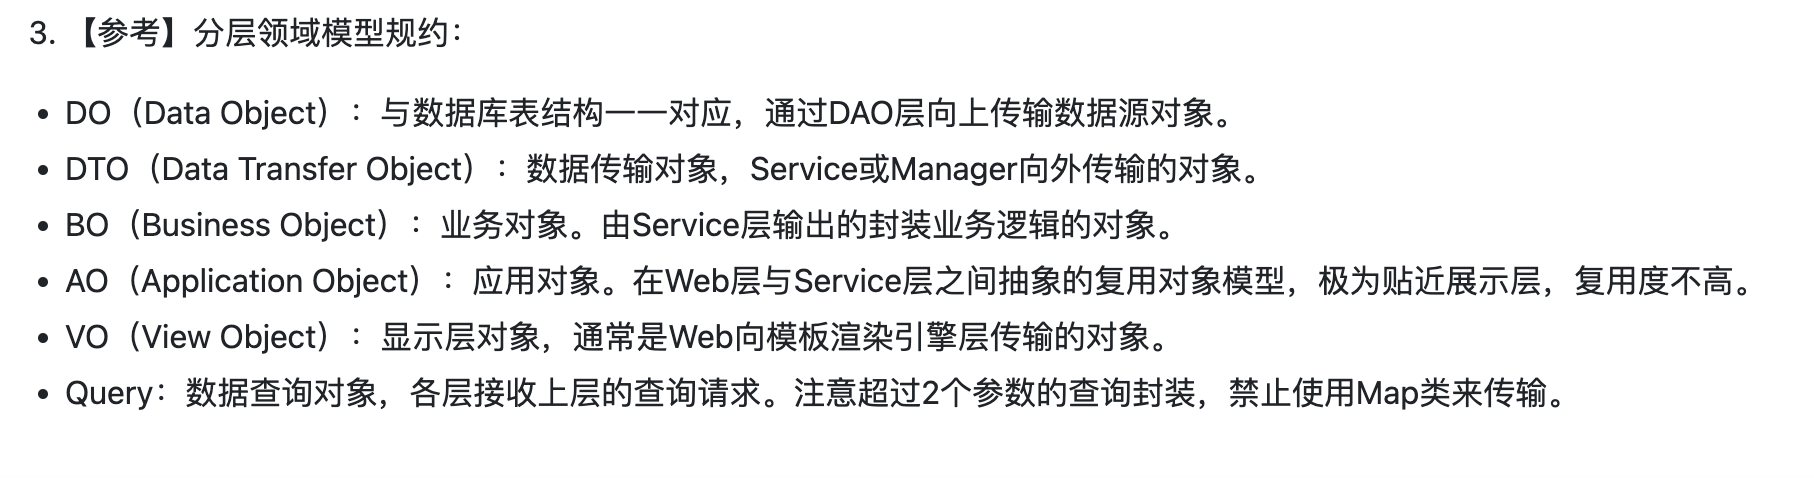 3. 【参考】分层领域模型规约：
• DO（Data Object）：与数据库表结构一一对应，通过DAO层向上传输数据源对象。
• DTO（Data Transfer Object）：数据传输对象，Service或Manager向外传输的对象。
• BO（Business Object）：业务对象。由Service层输出的封装业务逻辑的对象。
• AO（Application Object）：应用对象。在Web层与Service层之间抽象的复用对象模型，极为贴近展示层，复用度不高。
• VO（View Object）：显示层对象，通常是Web向模板渲染引擎层传输的对象。
• Query：数据查询对象，各层接收上层的查询请求。注意超过2个参数的查询封装，禁止使用Map类来传输。